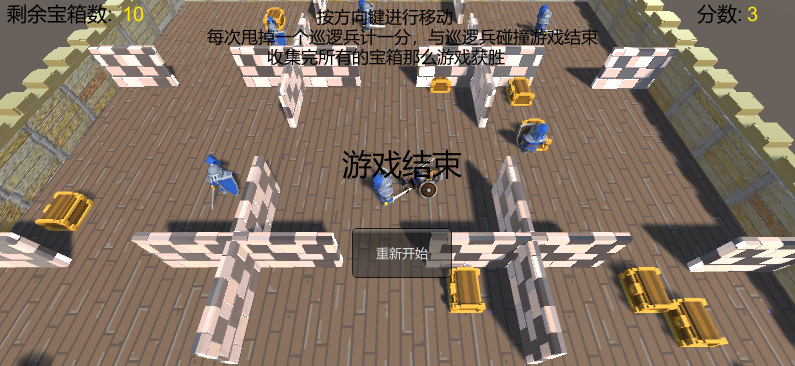 剩余宝箱数: 10
分数: 3
按方向键进行移动
每次甩掉一个巡逻兵计一分，与巡逻兵碰撞游戏结束
收集完所有的宝箱那么游戏获胜
游戏结束
重新开始